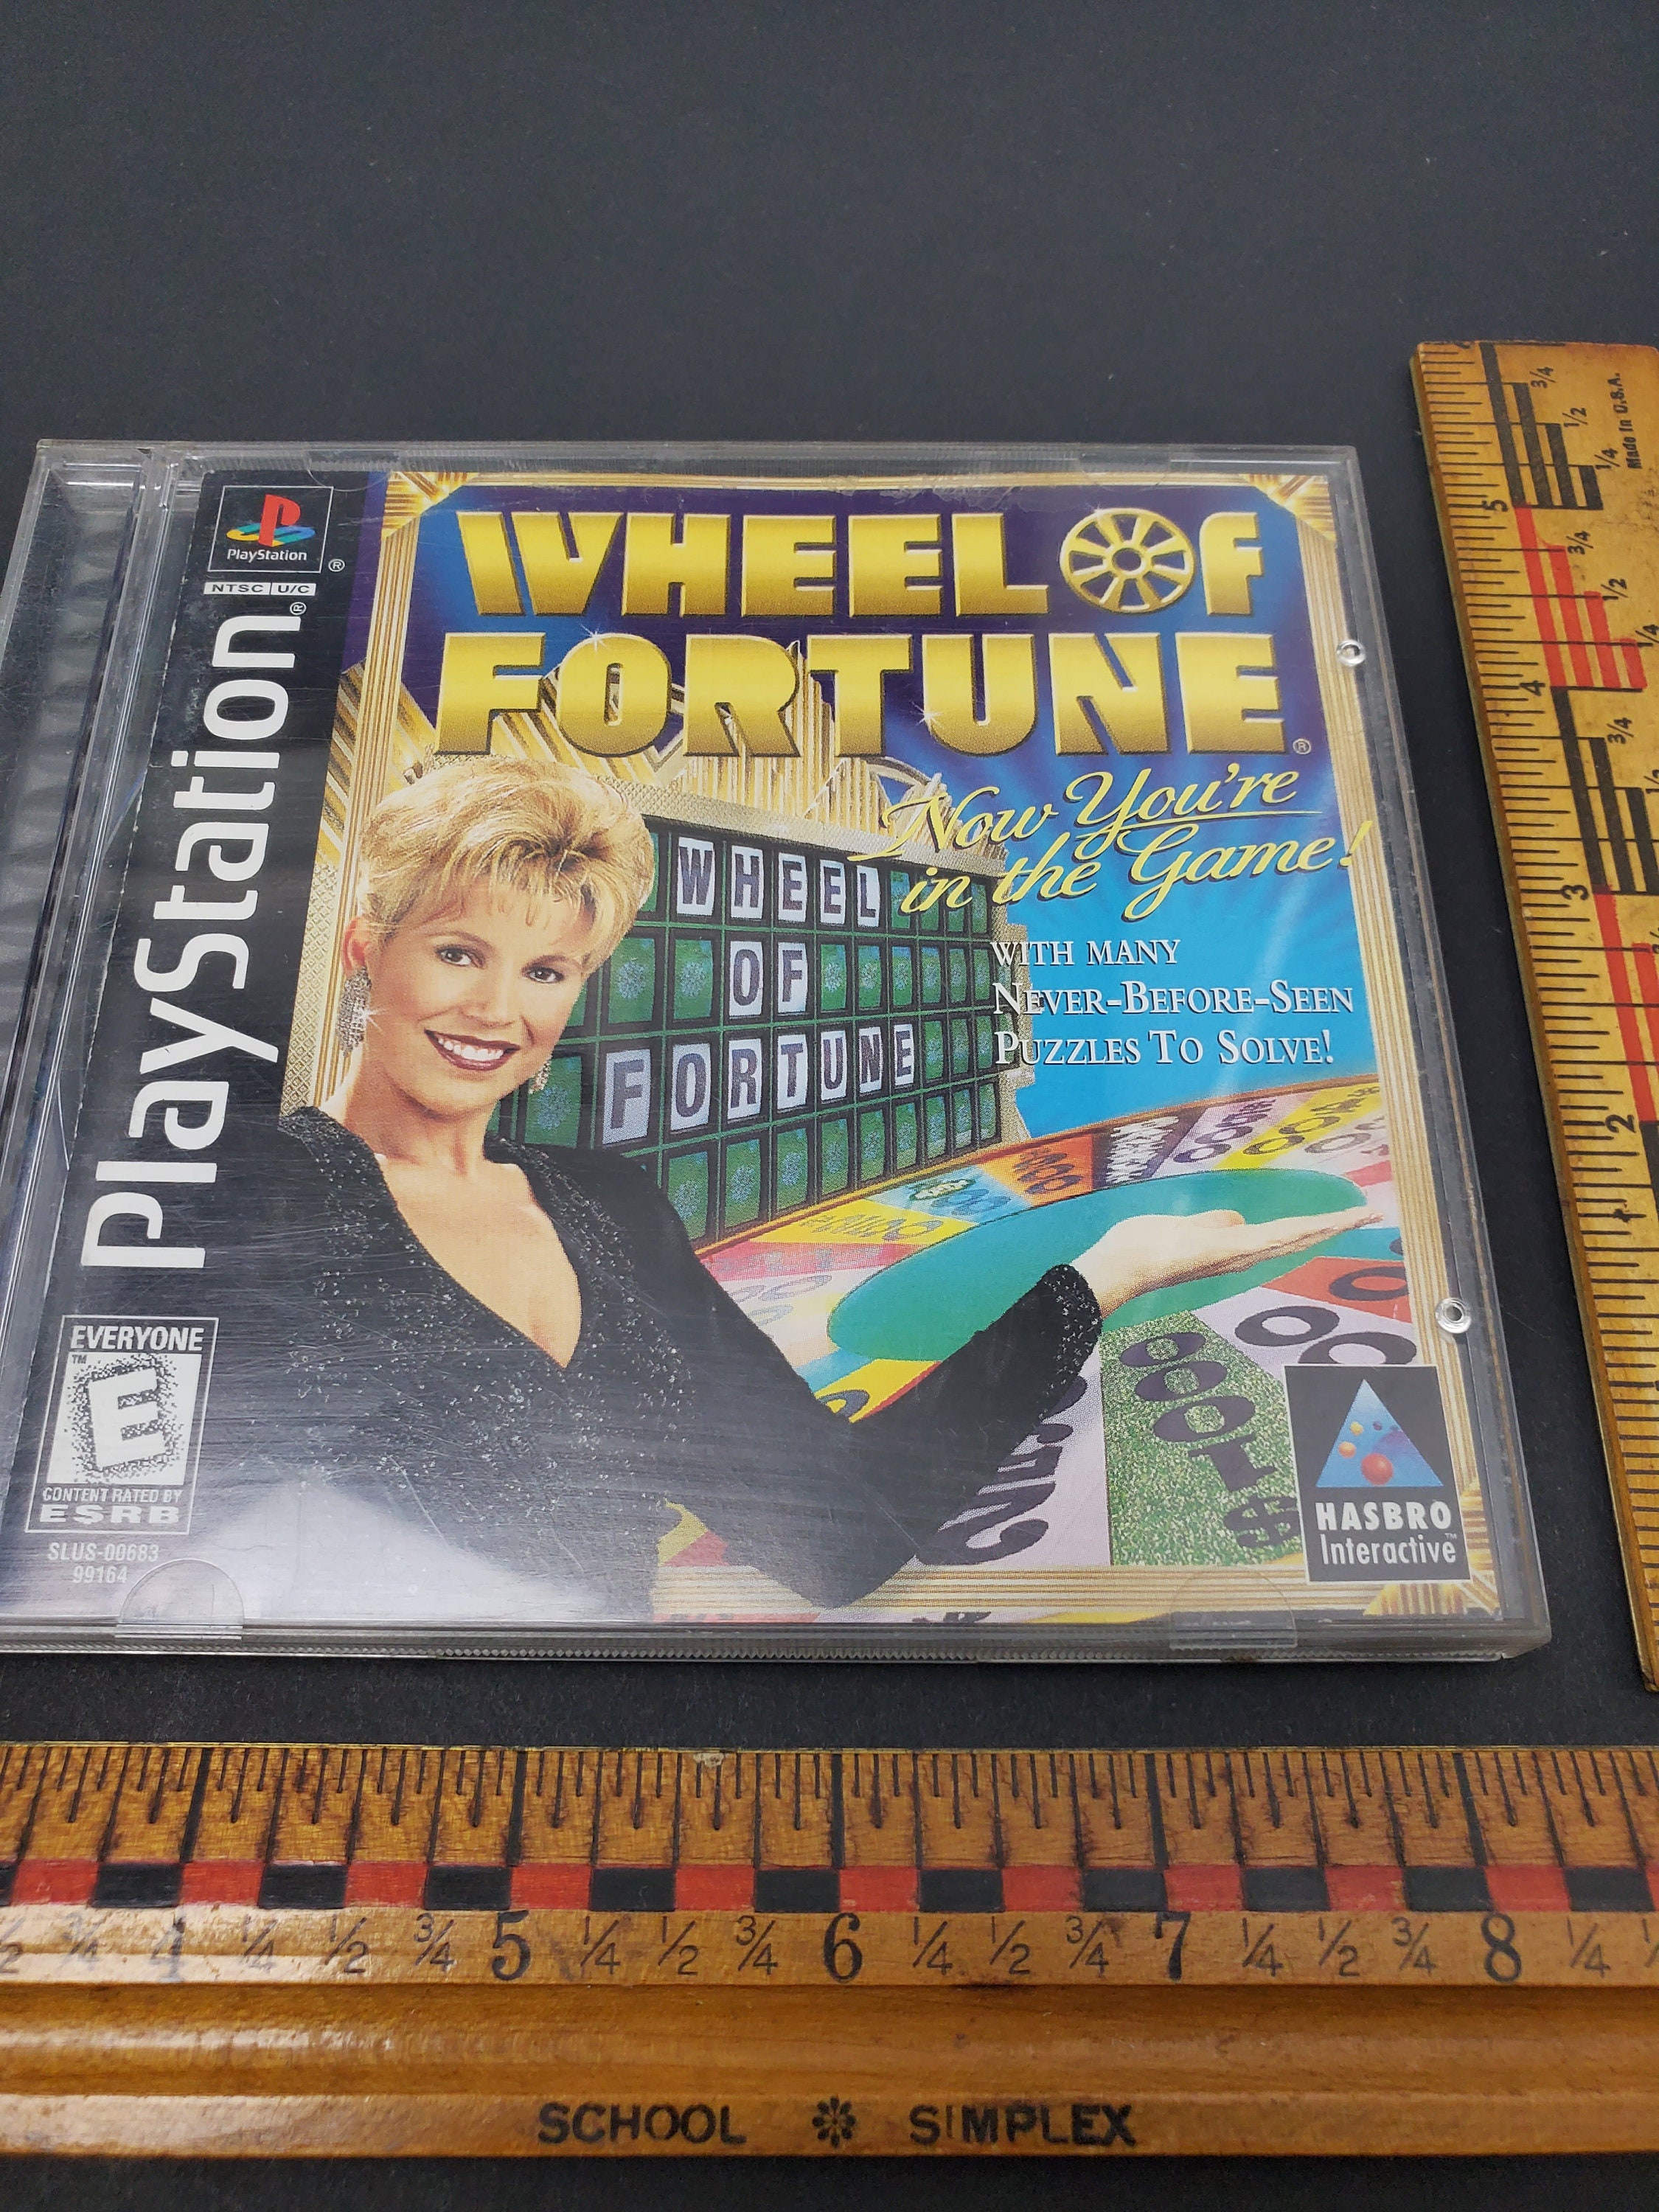 PlayStation
®
NTSC U/C
PlayStation®
WHEEL OF
FORTUNE®
Now You're
in the Game!
WITH MANY
NEVER-BEFORE-SEEN
PUZZLES TO SOLVE!
WHEEL
OF
FORTUNE
$1000
EVERYONE
TM
E
CONTENT RATED BY
ESRB
SLUS-00683
99164
HASBRO
Interactive™
3/4
1/2
1/4
Made in U.S.A.
5
3/4
1/2
1/4
4
3/4
3
2
1/2 3/4 4 1/4 1/2 3/4 5 1/4 1/2 3/4 6 1/4 1/2 3/4 7 1/4 1/2 3/4 8 1/4
SCHOOL SIMPLEX